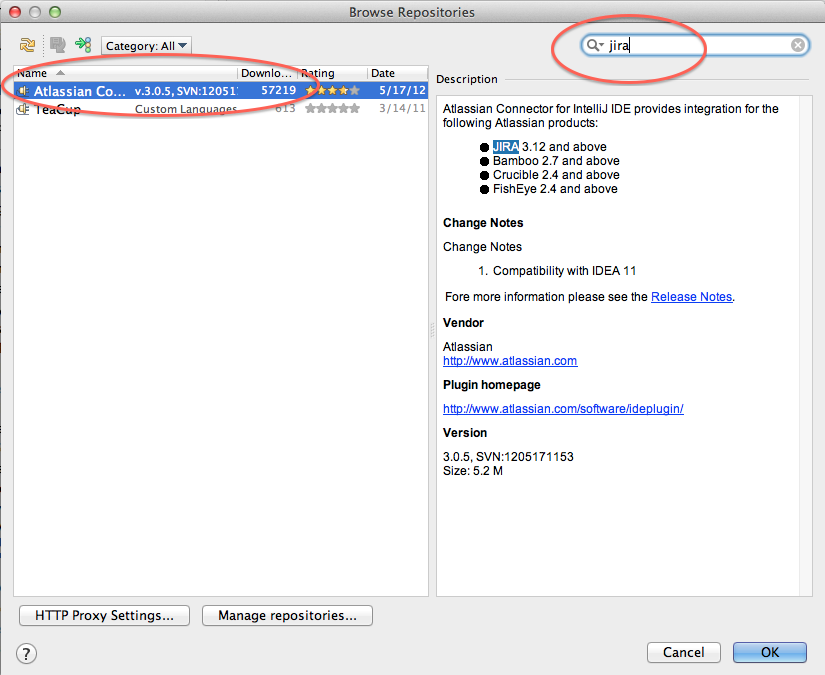 Browse Repositories
Category: All
jira
Name Downlo... Rating Date
Atlassian Co... v.3.0.5, SVN:12051 57219 5/17/12
TeaCup Custom Languages 613 3/14/11
Description
Atlassian Connector for IntelliJ IDE provides integration for the
following Atlassian products:
● JIRA 3.12 and above
● Bamboo 2.7 and above
● Crucible 2.4 and above
● FishEye 2.4 and above
Change Notes
Change Notes
1. Compatibility with IDEA 11
Fore more information please see the Release Notes.
Vendor
Atlassian
http://www.atlassian.com
Plugin homepage
http://www.atlassian.com/software/ideplugin/
Version
3.0.5, SVN:1205171153
Size: 5.2 M
HTTP Proxy Settings...
Manage repositories...
?
Cancel
OK